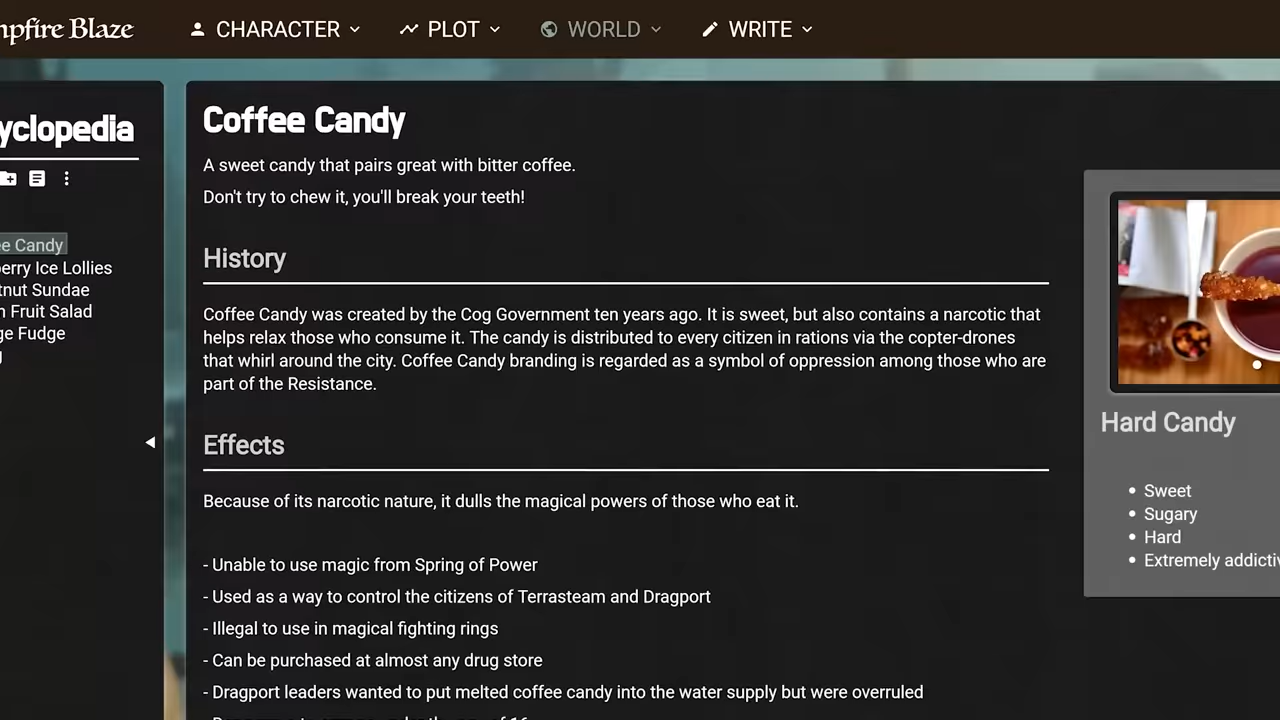 mpfire Blaze
CHARACTER
PLOT
WORLD
WRITE
yclopedia
ee Candy
erry Ice Lollies
tnut Sundae
Fruit Salad
ge Fudge
Coffee Candy
A sweet candy that pairs great with bitter coffee.
Don't try to chew it, you'll break your teeth!
History
Coffee Candy was created by the Cog Government ten years ago. It is sweet, but also contains a narcotic that
helps relax those who consume it. The candy is distributed to every citizen in rations via the copter-drones
that whirl around the city. Coffee Candy branding is regarded as a symbol of oppression among those who are
part of the Resistance.
Effects
Because of its narcotic nature, it dulls the magical powers of those who eat it.
- Unable to use magic from Spring of Power
- Used as a way to control the citizens of Terrasteam and Dragport
- Illegal to use in magical fighting rings
- Can be purchased at almost any drug store
- Dragport leaders wanted to put melted coffee candy into the water supply but were overruled
Hard Candy
• Sweet
• Sugary
• Hard
• Extremely addictiv